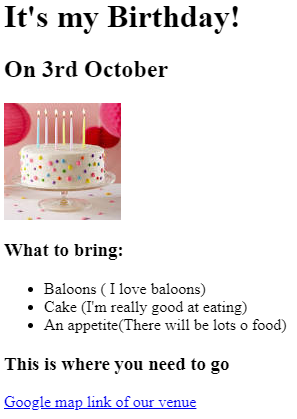 It's my Birthday!
On 3rd October
What to bring:
Baloons ( I love baloons)
Cake (I'm really good at eating)
An appetite(There will be lots o food)
This is where you need to go
Google map link of our venue